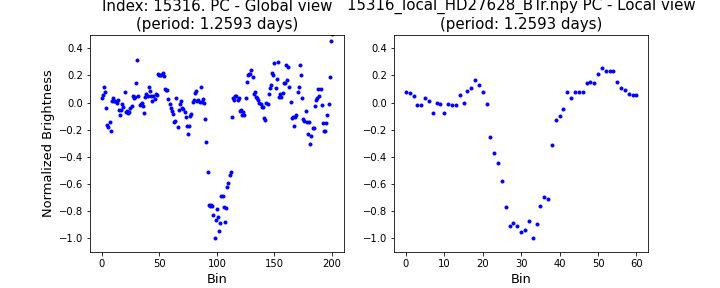 Index: 15316. PC - Global view
(period: 1.2593 days)
15316_local_HD27628_BTr.npy PC - Local view
(period: 1.2593 days)
Normalized Brightness
0.4
0.2
0.0
−0.2
−0.4
−0.6
−0.8
−1.0
0 50 100 150 200
Bin
0.4
0.2
0.0
−0.2
−0.4
−0.6
−0.8
−1.0
0 10 20 30 40 50 60
Bin